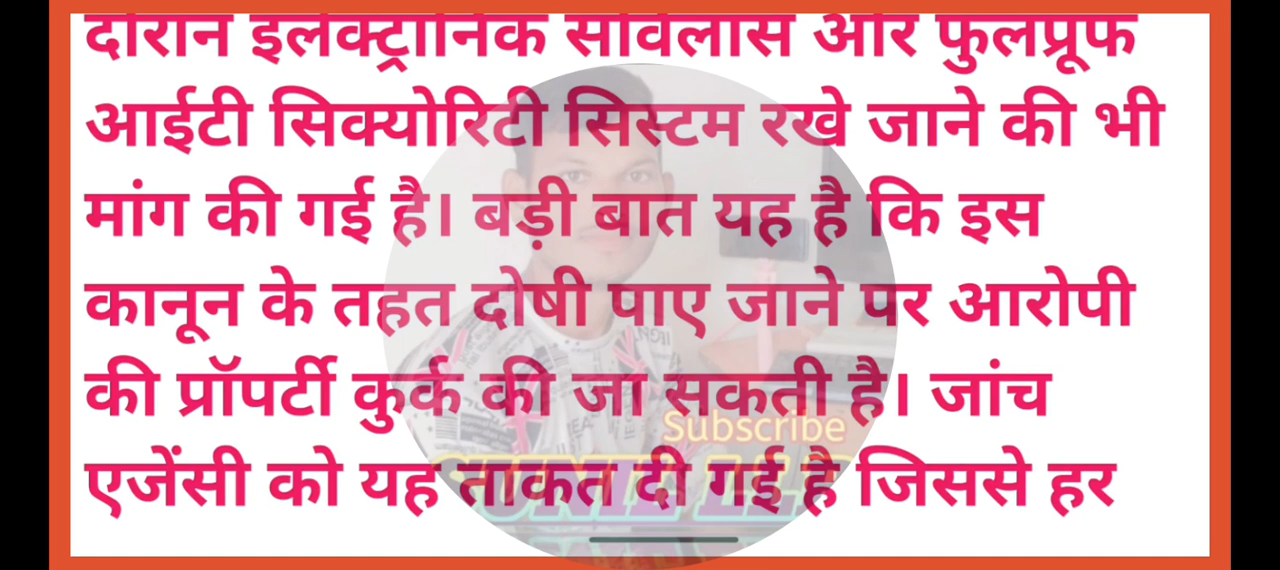 दौरान इलेक्ट्रॉनिक सर्विलांस और फुलप्रूफ
आईटी सिक्योरिटी सिस्टम रखे जाने की भी
मांग की गई है। बड़ी बात यह है कि इस
कानून के तहत दोषी पाए जाने पर आरोपी
की प्रॉपर्टी कुर्क की जा सकती है। जांच
Subscribe
एजेंसी को यह ताकत दी गई है जिससे हर